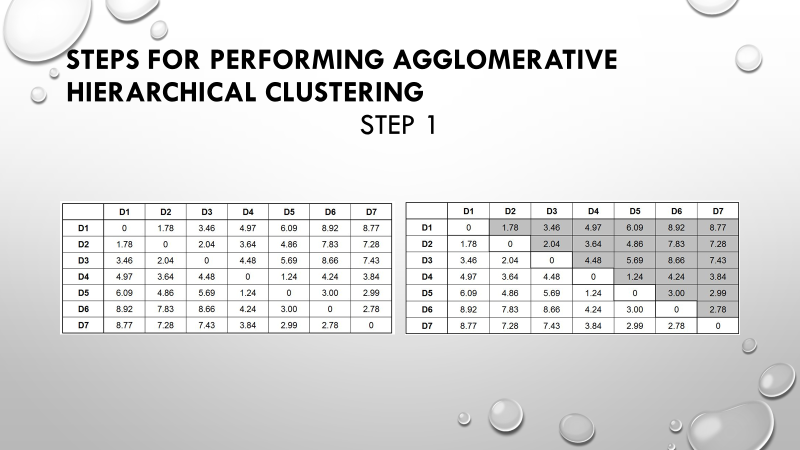 STEPS FOR PERFORMING AGGLOMERATIVE
HIERARCHICAL CLUSTERING
STEP 1
D1 D2 D3 D4 D5 D6 D7
D1 0 1.78 3.46 4.97 6.09 8.92 8.77
D2 1.78 0 2.04 3.64 4.86 7.83 7.28
D3 3.46 2.04 0 4.48 5.69 8.66 7.43
D4 4.97 3.64 4.48 0 1.24 4.24 3.84
D5 6.09 4.86 5.69 1.24 0 3.00 2.99
D6 8.92 7.83 8.66 4.24 3.00 0 2.78
D7 8.77 7.28 7.43 3.84 2.99 2.78 0
D1 D2 D3 D4 D5 D6 D7
D1 0 1.78 3.46 4.97 6.09 8.92 8.77
D2 1.78 0 2.04 3.64 4.86 7.83 7.28
D3 3.46 2.04 0 4.48 5.69 8.66 7.43
D4 4.97 3.64 4.48 0 1.24 4.24 3.84
D5 6.09 4.86 5.69 1.24 0 3.00 2.99
D6 8.92 7.83 8.66 4.24 3.00 0 2.78
D7 8.77 7.28 7.43 3.84 2.99 2.78 0